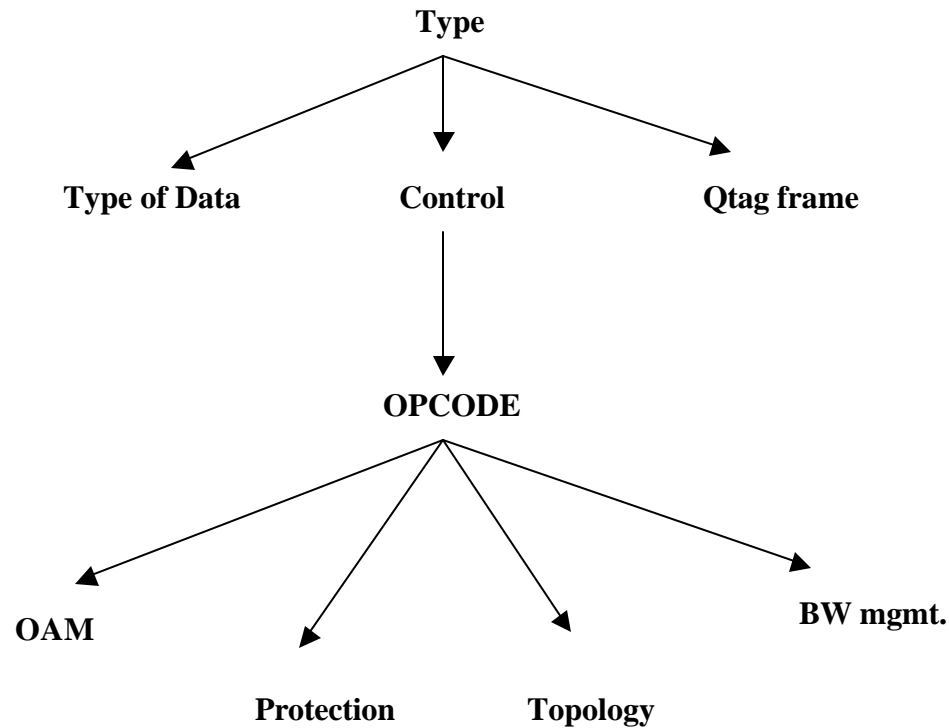 Type
Type of Data
Control
Qtag frame
OPCODE
OAM
BW mgmt.
Protection
Topology